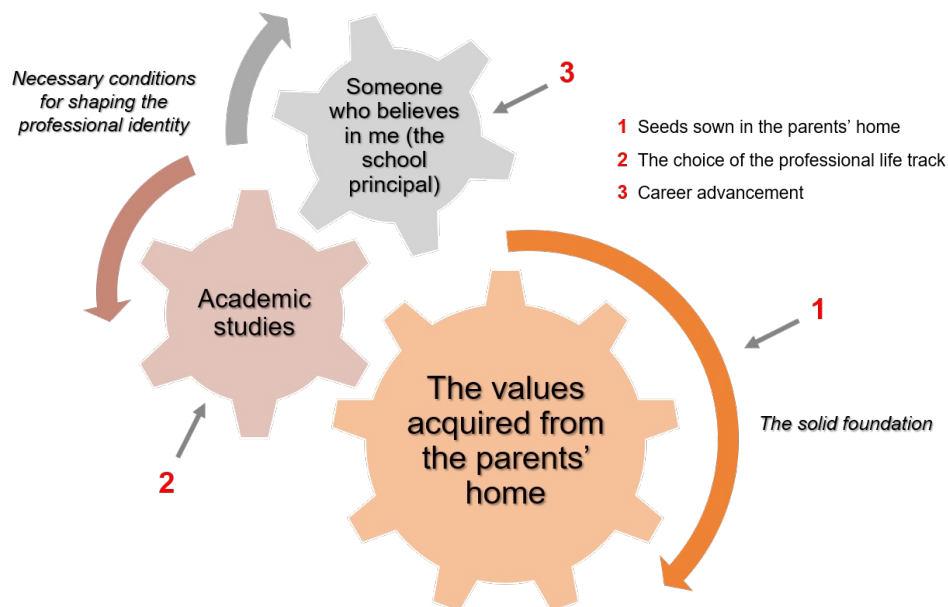 Necessary conditions
for shaping the
professional identity
Someone
who believes
in me (the
school
principal)
3
1 Seeds sown in the parents’ home
2 The choice of the professional life track
3 Career advancement
Academic
studies
2
The values
acquired from
the parents’
home
1
The solid foundation